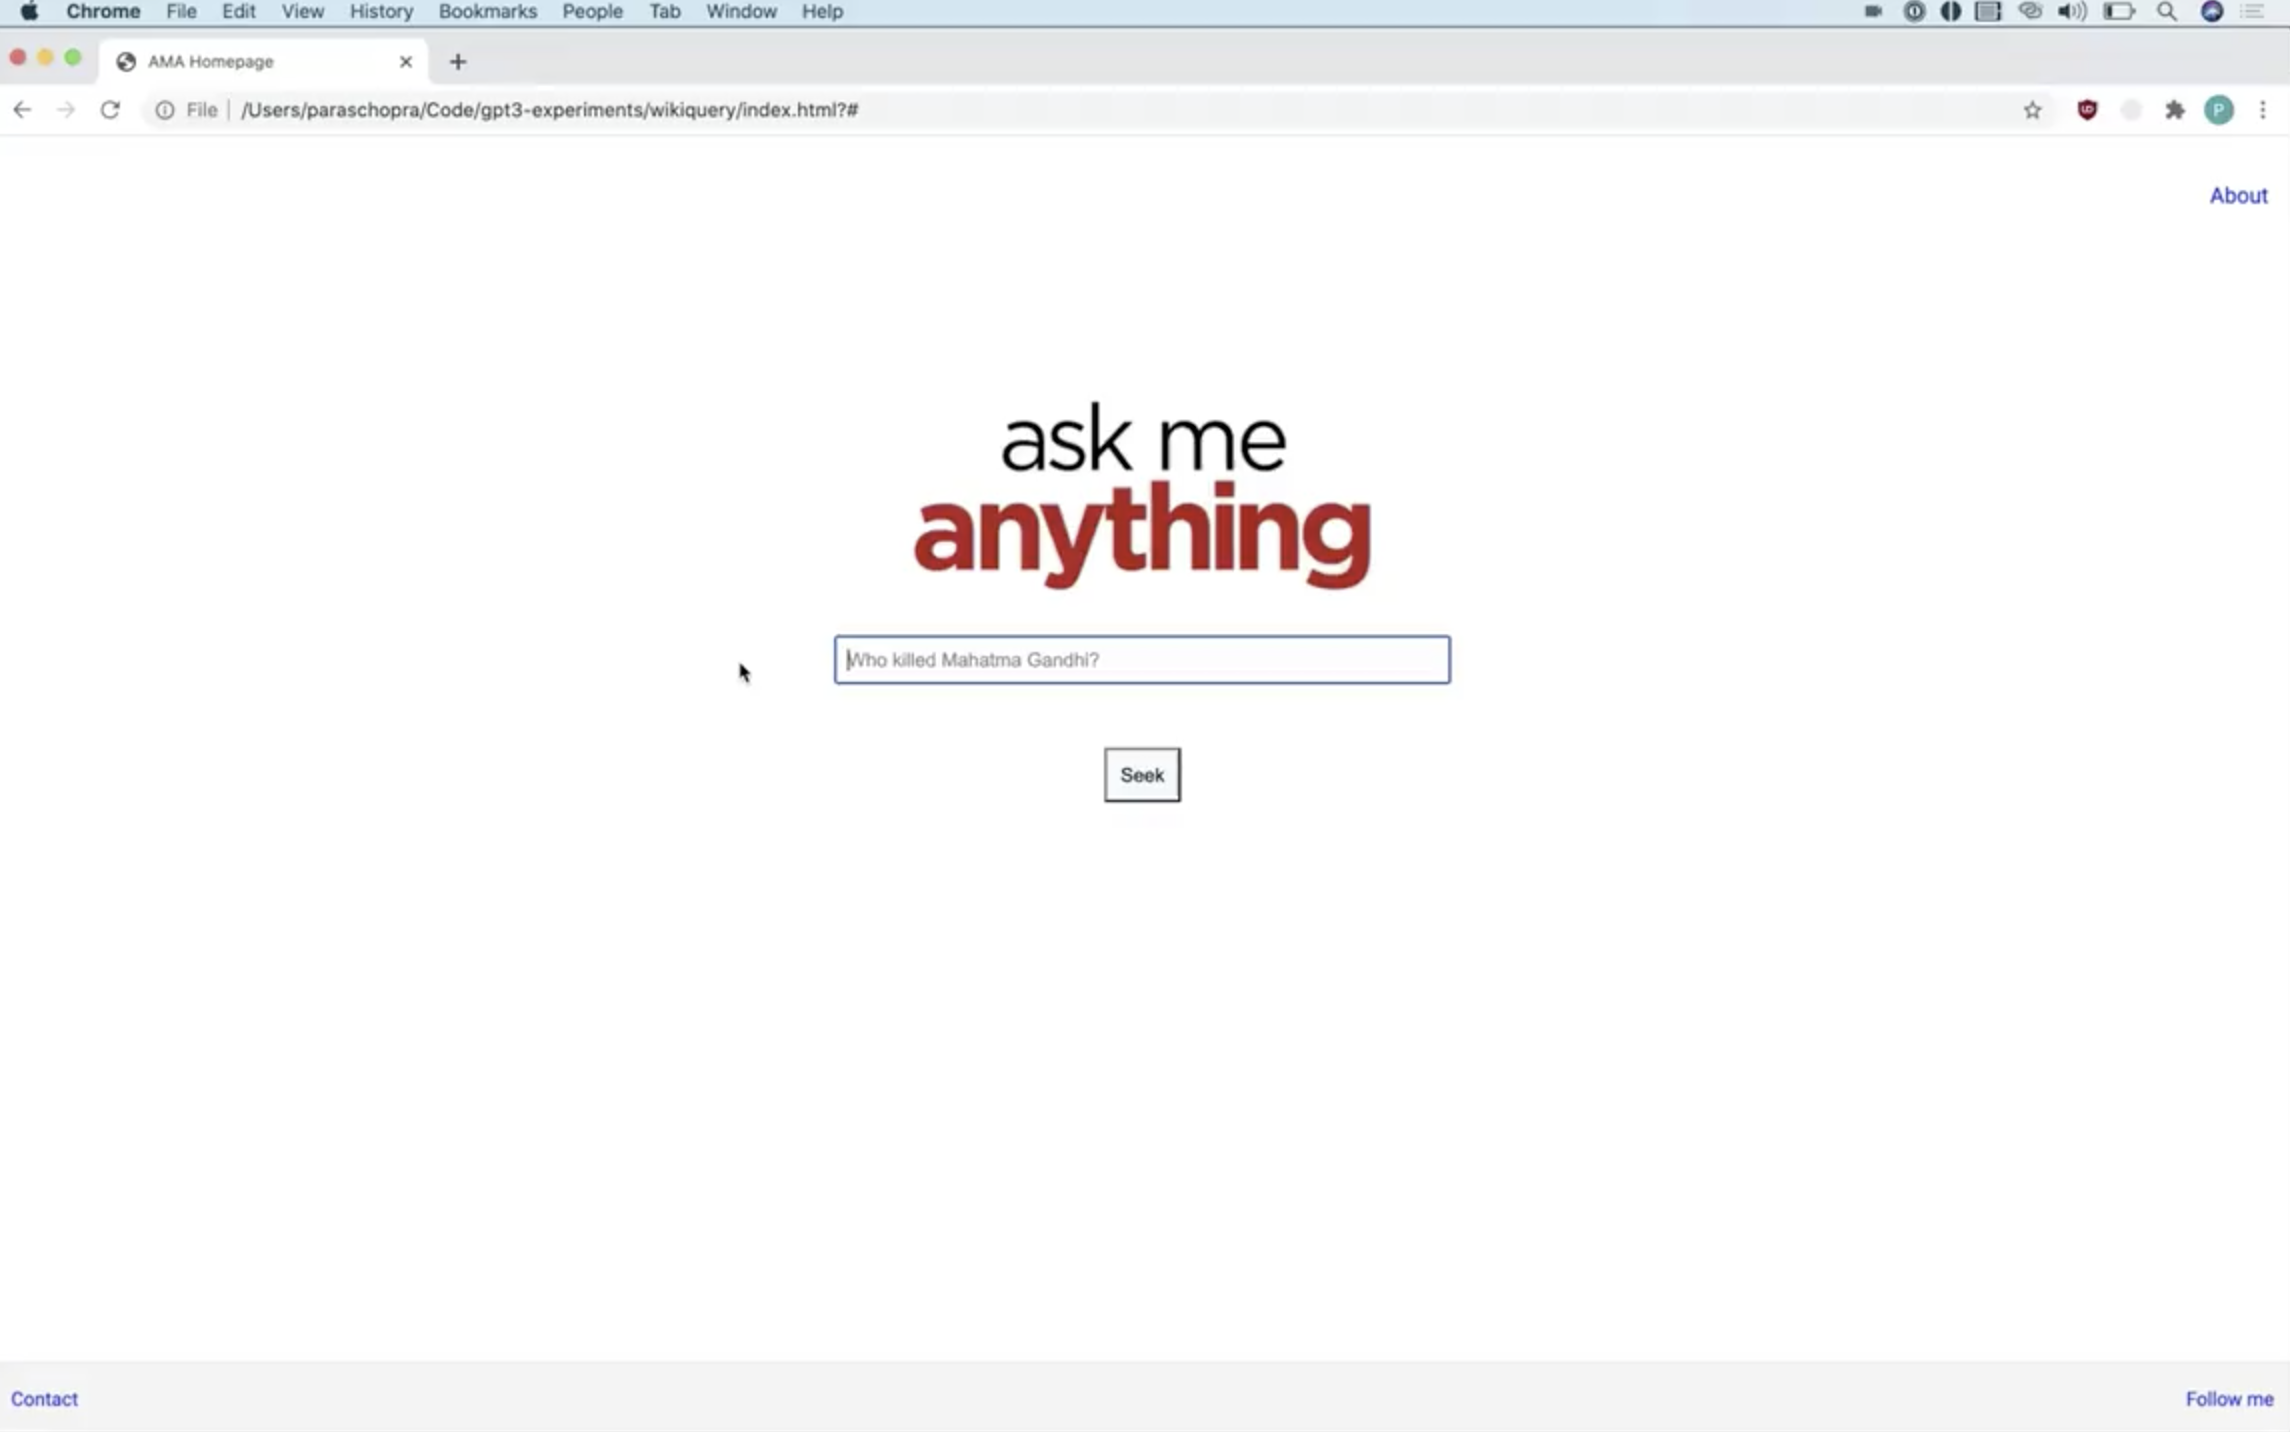 Chrome File Edit View History Bookmarks People Tab Window Help
AMA Homepage
File /Users/paraschopra/Code/gpt3-experiments/wikiquery/index.html?#
P
About
ask me
anything
Who killed Mahatma Gandhi?
Seek
Contact Follow me